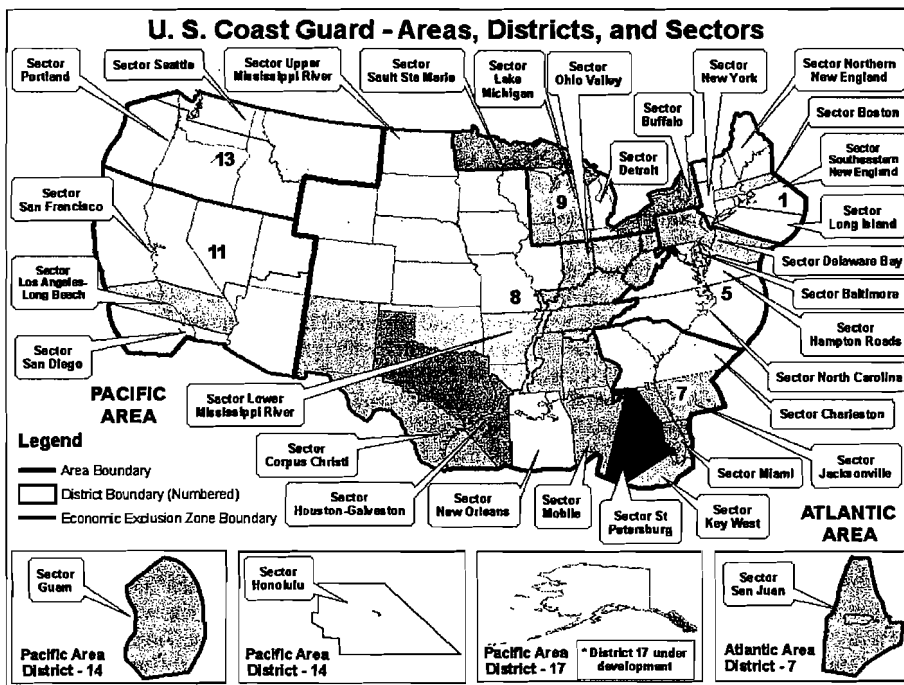 U. S. Coast Guard - Areas, Districts, and Sectors
Sector
Portland
Sector Seattle
Sector Upper
Mississippi River
Sector
Sault Ste Marie
Sector
Lake
Michigan
Sector
Ohio Valley
Sector
Buffalo
Sector
New York
Sector Northern
New England
Sector Boston
Sector
Southeastern
New England
Sector
Detroit
13
9
1
Sector
San Francisco
Sector
Long Island
11
8
5
Sector Delaware Bay
Sector
Los Angeles-
Long Beach
Sector Baltimore
Sector
Hampton Roads
Sector
San Diego
Sector North Carolina
PACIFIC
AREA
Sector Lower
Mississippi River
7
Sector Charleston
Legend
Area Boundary
District Boundary (Numbered)
Economic Exclusion Zone Boundary
Sector
Corpus Christi
Sector Miami
Sector
Jacksonville
Sector
Houston-Galveston
Sector
New Orleans
Sector
Mobile
Sector St
Petersburg
Sector
Key West
ATLANTIC
AREA
Sector
Guam
Pacific Area
District - 14
Sector
Honolulu
Pacific Area
District - 14
Pacific Area
District - 17
* District 17 under
development
Sector
San Juan
Atlantic Area
District - 7